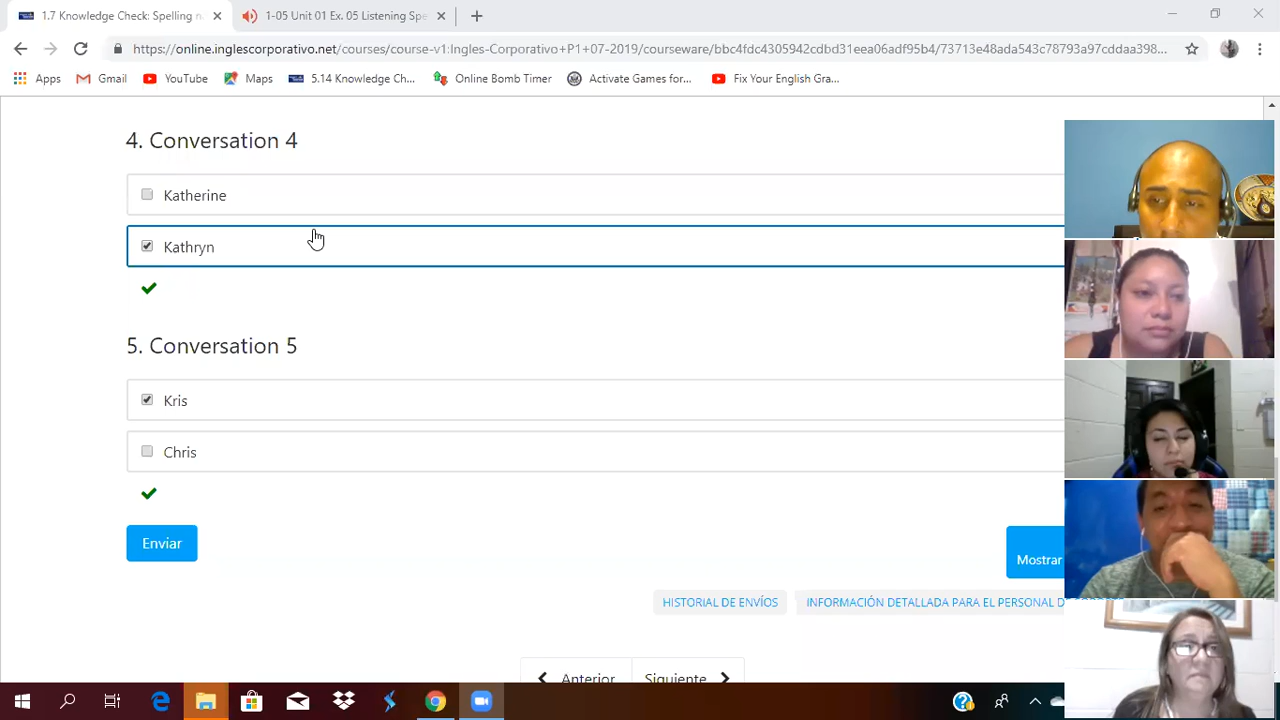 1.7 Knowledge Check: Spelling n
1-05 Unit 01 Ex. 05 Listening Spe
https://online.inglescorporativo.net/courses/course-v1:Ingles-Corporativo+P1+07-2019/courseware/bbc4fdc4305942cdbd31eea06adf95b4/73713e48ada543c78793a97cddaa398...
Apps Gmail YouTube Maps 5.14 Knowledge Ch... Online Bomb Timer Activate Games for... Fix Your English Gra...
4. Conversation 4
Katherine
Kathryn
5. Conversation 5
Kris
Chris
Enviar
Mostrar
HISTORIAL DE ENVÍOS INFORMACIÓN DETALLADA PARA EL PERSONAL D
Anterior Siguiente